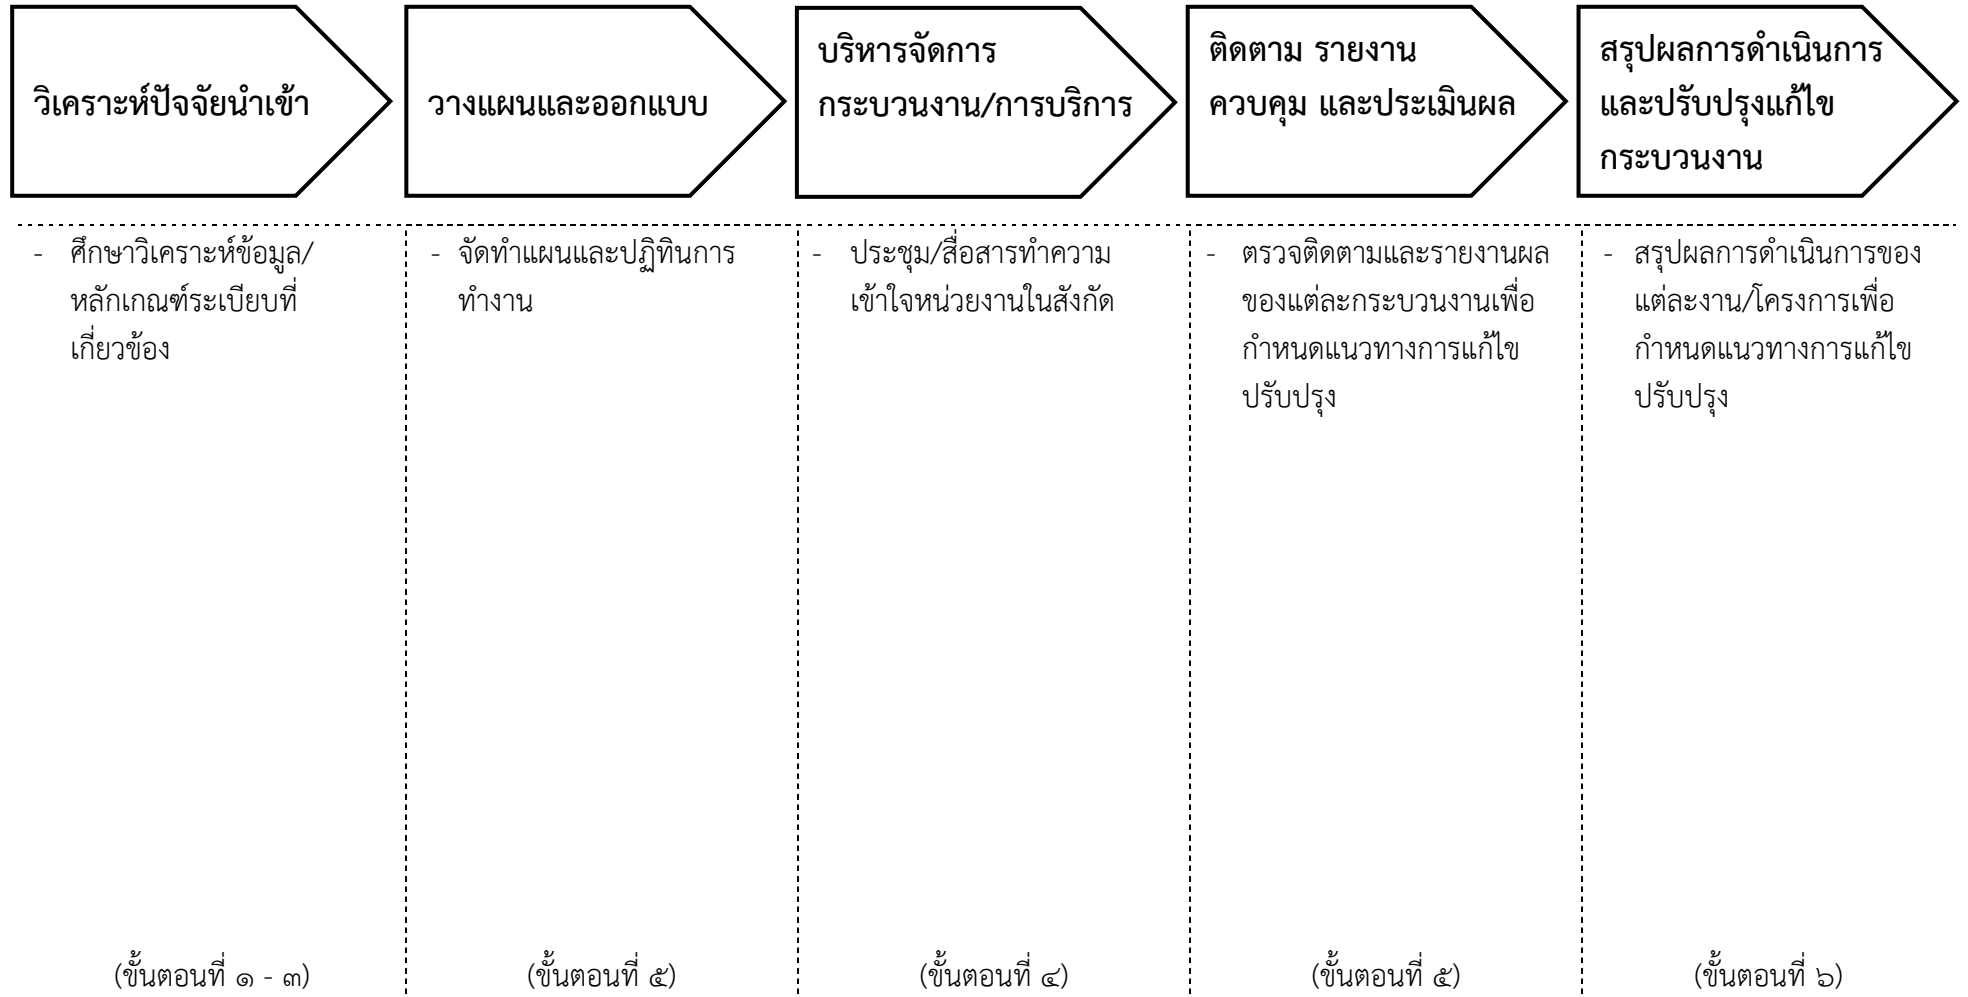 วิเคราะห์ปัจจัยนำเข้า
วางแผนและออกแบบ
บริหารจัดการ
กระบวนงาน/การบริการ
ติดตาม รายงาน
ควบคุม และประเมินผล
สรุปผลการดำเนินการ
และปรับปรุงแก้ไข
กระบวนงาน
- ศึกษาวิเคราะห์ข้อมูล/
หลักเกณฑ์ระเบียบที่
เกี่ยวข้อง
- จัดทำแผนและปฏิทินการ
ทำงาน
- ประชุม/สื่อสารทำความ
เข้าใจหน่วยงานในสังกัด
- ตรวจติดตามและรายงานผล
ของแต่ละกระบวนงานเพื่อ
กำหนดแนวทางการแก้ไข
ปรับปรุง
- สรุปผลการดำเนินการของ
แต่ละงาน/โครงการเพื่อ
กำหนดแนวทางการแก้ไข
ปรับปรุง
(ขั้นตอนที่ ๑ - ๓)
(ขั้นตอนที่ ๕)
(ขั้นตอนที่ ๔)
(ขั้นตอนที่ ๕)
(ขั้นตอนที่ ๖)